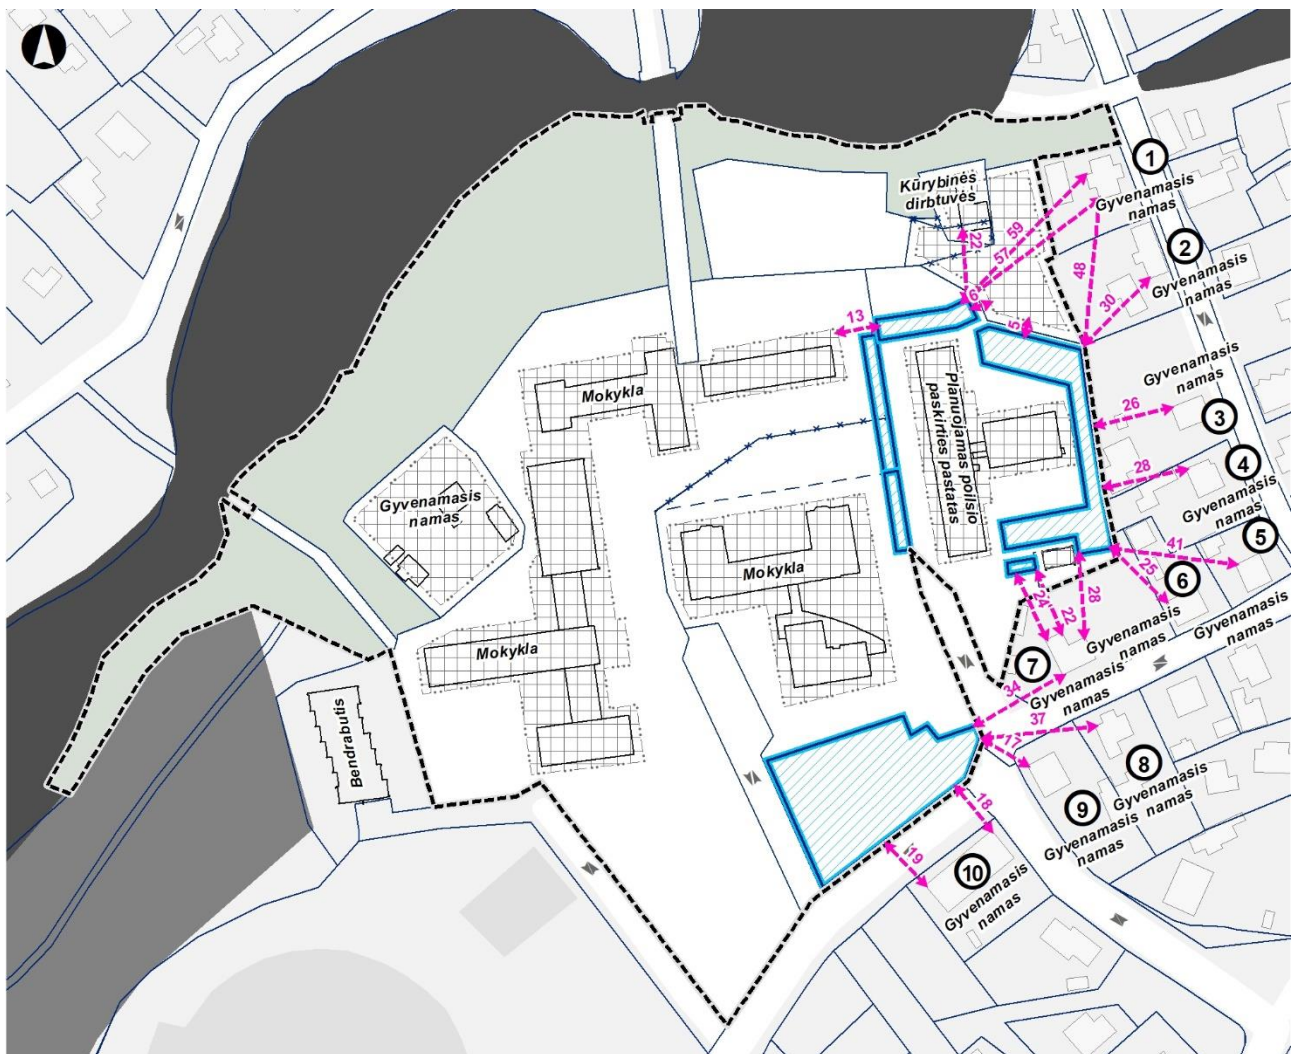 1
Kūrybinės
dirbtuvės
Gyvenamasis
namas
59
22
57
2
48
Gyvenamasis
namas
30
6
13
5
Gyvenamasis
namas
Mokykla
Planuojamas poilsio
paskirties pastatas
26
3
28
4
Gyvenamasis
namas
Gyvenamasis
namas
5
41
Mokykla
25
6
28
24
22
Gyvenamasis
namas
Gyvenamasis
namas
Mokykla
7
34
Gyvenamasis
namas
Bendrabutis
37
17
8
Gyvenamasis
namas
18
9
Gyvenamasis
namas
19
10
Gyvenamasis
namas